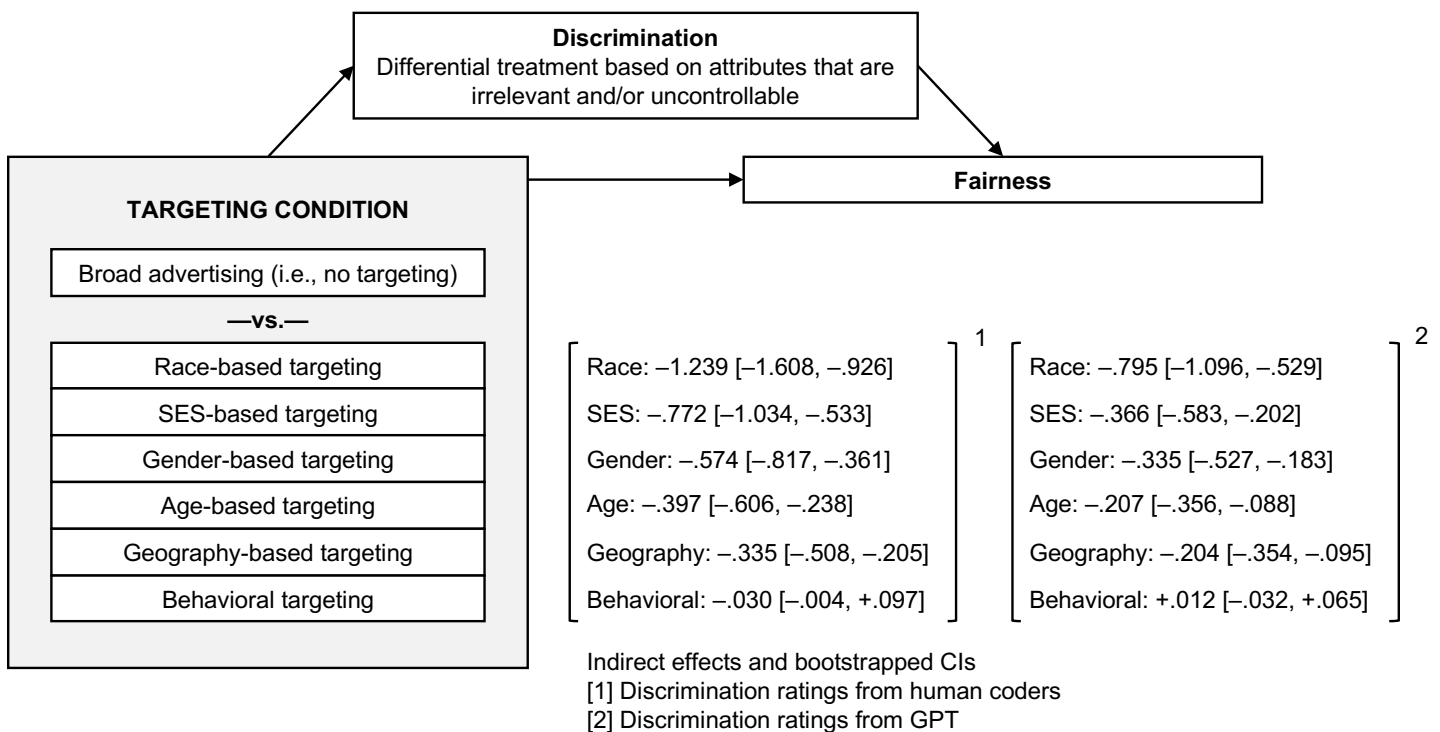 Discrimination
Differential treatment based on attributes that are
irrelevant and/or uncontrollable
Fairness
TARGETING CONDITION
Broad advertising (i.e., no targeting)
—vs.—
Race-based targeting
SES-based targeting
Gender-based targeting
Age-based targeting
Geography-based targeting
Behavioral targeting
1
Race: –1.239 [–1.608, –.926]
SES: –.772 [–1.034, –.533]
Gender: –.574 [–.817, –.361]
Age: –.397 [–.606, –.238]
Geography: –.335 [–.508, –.205]
Behavioral: –.030 [–.004, +.097]
2
Race: –.795 [–1.096, –.529]
SES: –.366 [–.583, –.202]
Gender: –.335 [–.527, –.183]
Age: –.207 [–.356, –.088]
Geography: –.204 [–.354, –.095]
Behavioral: +.012 [–.032, +.065]
Indirect effects and bootstrapped CIs
[1] Discrimination ratings from human coders
[2] Discrimination ratings from GPT